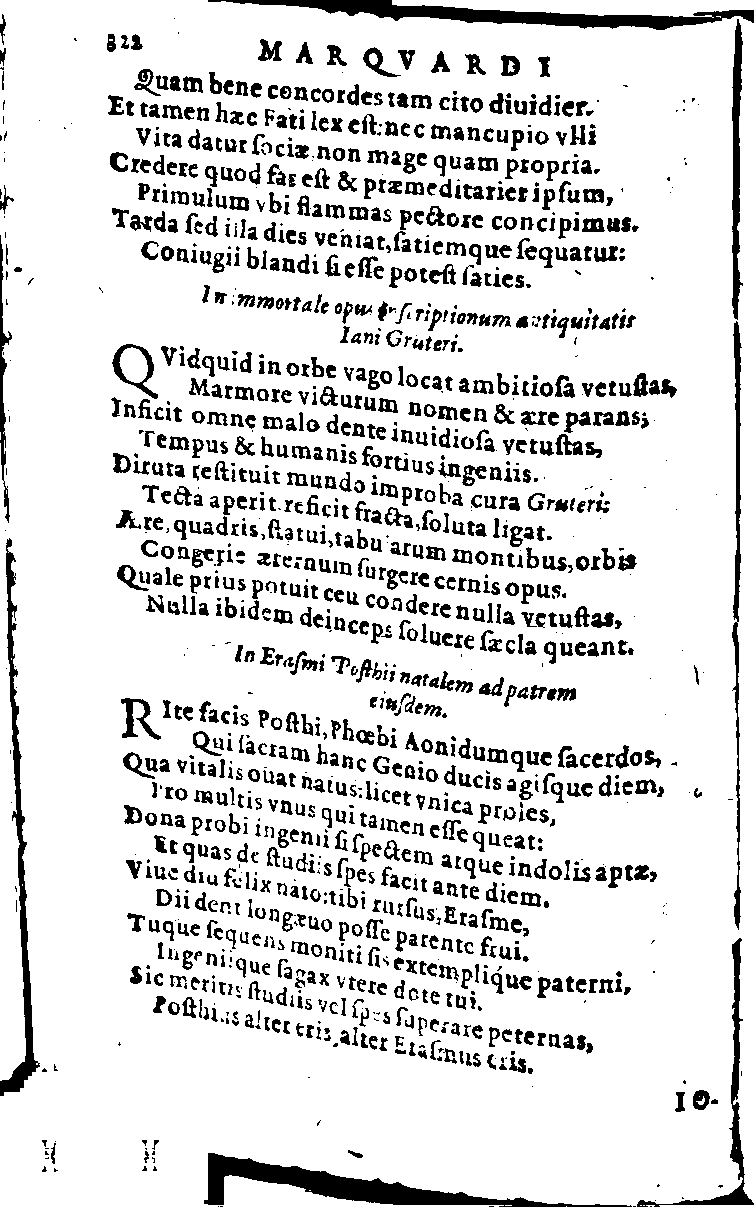 322 MARQVARDI
Quam bene concordes tam cito diuidier.
Et tamen hæc Fati lex est: nec mancupio vlli
Vita datur sociæ, non mage quam propria.
Credere quod fas est & præmeditarier ipsum,
Primulum vbi flammas pectore concipimus.
Tarda sed illa dies veniat, satiemque sequatur:
Coniugii blandi si esse potest saties.
In immortale opus inscriptionum antiquitatis
Iani Gruteri.
QVidquid in orbe vago locat ambitiosa vetustas,
Marmore victurum nomen & ære parans;
Inficit omne malo dente inuidiosa vetustas,
Tempus & humanis fortius ingeniis.
Diruta restituit mundo improba cura Gruteri:
Tecta aperit, reficit fracta, soluta ligat.
Ære, quadris, statui, tabularum montibus, orbis
Congerie æternum surgere cernis opus.
Quale prius potuit ceu condere nulla vetustas,
Nulla ibidem deinceps soluere sæcla queant.
In Erasmi Posthii natalem ad patrem
eiusdem.
RIte facis Posthi, Phœbi Aonidumque sacerdos,
Qui sacram hanc Genio ducis agisque diem,
Qua vitalis ouat natus: licet vnica proles,
Pro multis vnus qui tamen esse queat:
Dona probi ingenii si spectem atque indolis aptæ,
Et quas de studiis spes facit ante diem.
Viue diu felix nato: tibi rursus, Erasme,
Dii dent longæuo posse parente frui.
Tuque sequens moniti sis extemplique paterni,
Ingeniique sagax vtere dote tui.
Sic meritis studiis vel spes superare peternas,
Posthius alter eris, alter Erasmus eris.
IO-